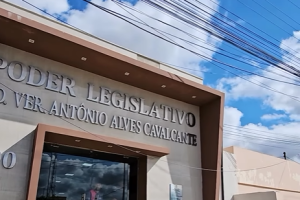 PODER LEGISLATIVO
D. VER. ANTÔNIO ALVES CAVALCANTE